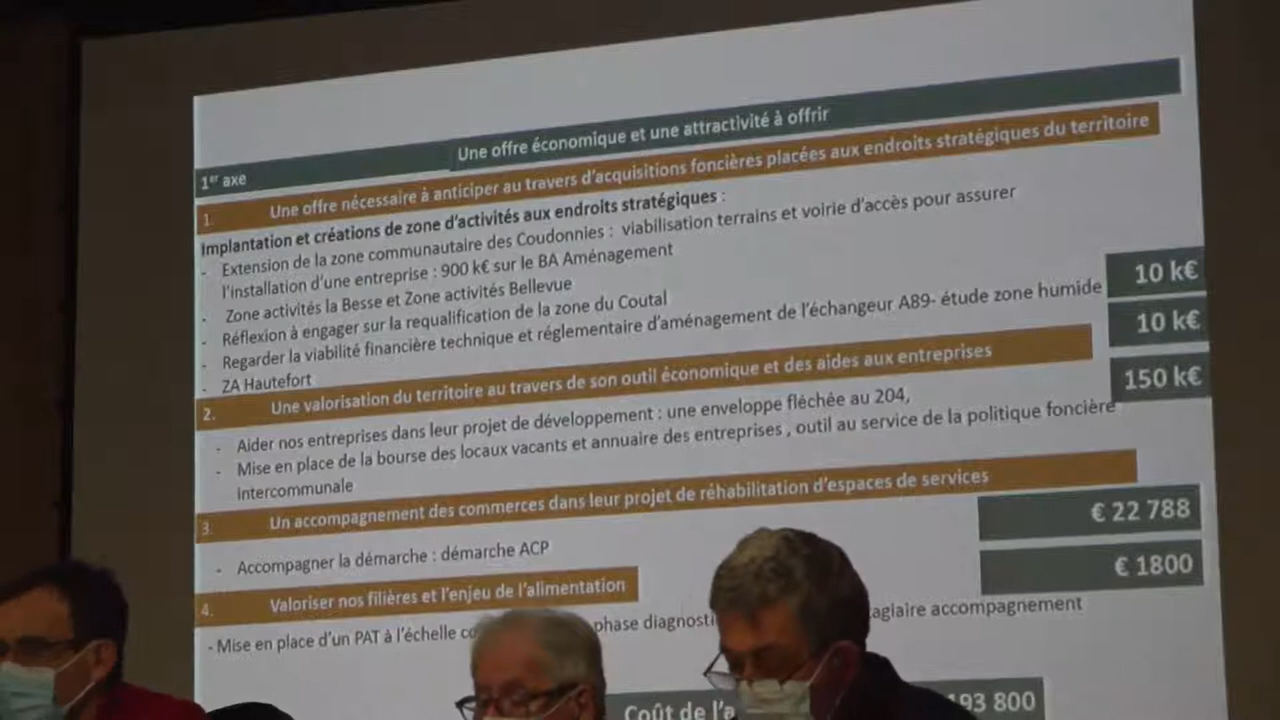 Une offre économique et une attractivité à offrir
1er axe
1. Une offre nécessaire à anticiper au travers d'acquisitions foncières placées aux endroits stratégiques du territoire
Implantation et créations de zone d'activités aux endroits stratégiques :
- Extension de la zone communautaire des Coudonnies : viabilisation terrains et voirie d'accès pour assurer
l'installation d'une entreprise : 900 k€ sur le BA Aménagement
- Zone activités la Besse et Zone activités Bellevue
- Réflexion à engager sur la requalification de la zone du Coutal
- Regarder la viabilité financière technique et réglementaire d'aménagement de l'échangeur A89- étude zone humide
- ZA Hautefort
10 k€
10 k€
150 k€
2. Une valorisation du territoire au travers de son outil économique et des aides aux entreprises
- Aider nos entreprises dans leur projet de développement : une enveloppe fléchée au 204,
- Mise en place de la bourse des locaux vacants et annuaire des entreprises , outil au service de la politique foncière
intercommunale
3. Un accompagnement des commerces dans leur projet de réhabilitation d'espaces de services
€ 22 788
- Accompagner la démarche : démarche ACP
€ 1800
4. Valoriser nos filières et l'enjeu de l'alimentation
- Mise en place d'un PAT à l'échelle phase accompagnement
Coût de 93 800